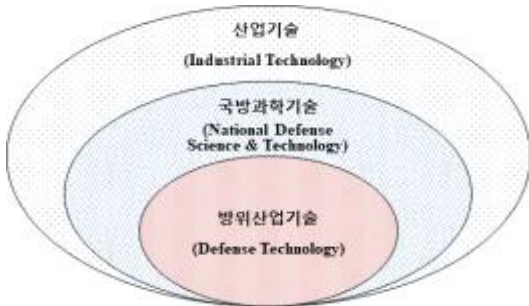 산업기술
(Industrial Technology)
국방과학기술
(National Defense
Science & Technology)
방위산업기술
(Defense Technology)